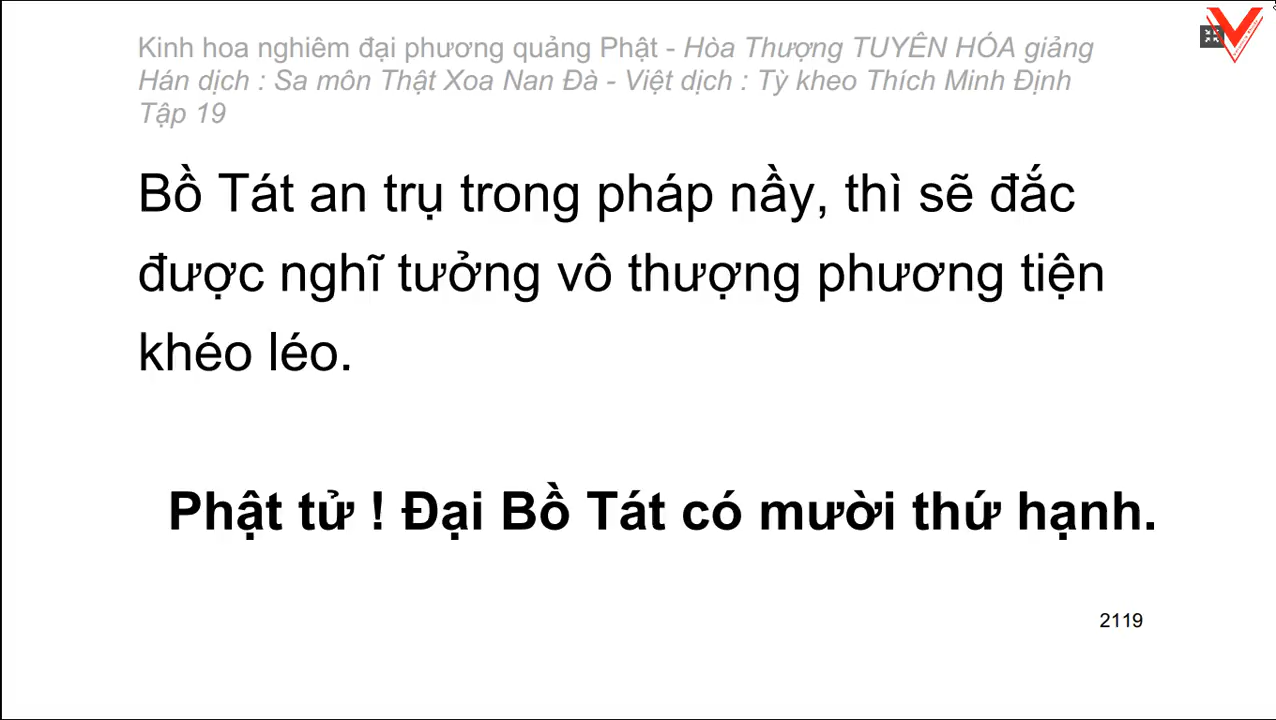 Kinh hoa nghiêm đại phương quảng Phật - Hòa Thượng TUYÊN HÓA giảng
Hán dịch : Sa môn Thật Xoa Nan Đà - Việt dịch : Tỳ kheo Thích Minh Định
Tập 19
Bồ Tát an trụ trong pháp nầy, thì sẽ đắc
được nghĩ tưởng vô thượng phương tiện
khéo léo.
Phật tử ! Đại Bồ Tát có mười thứ hạnh.
2119